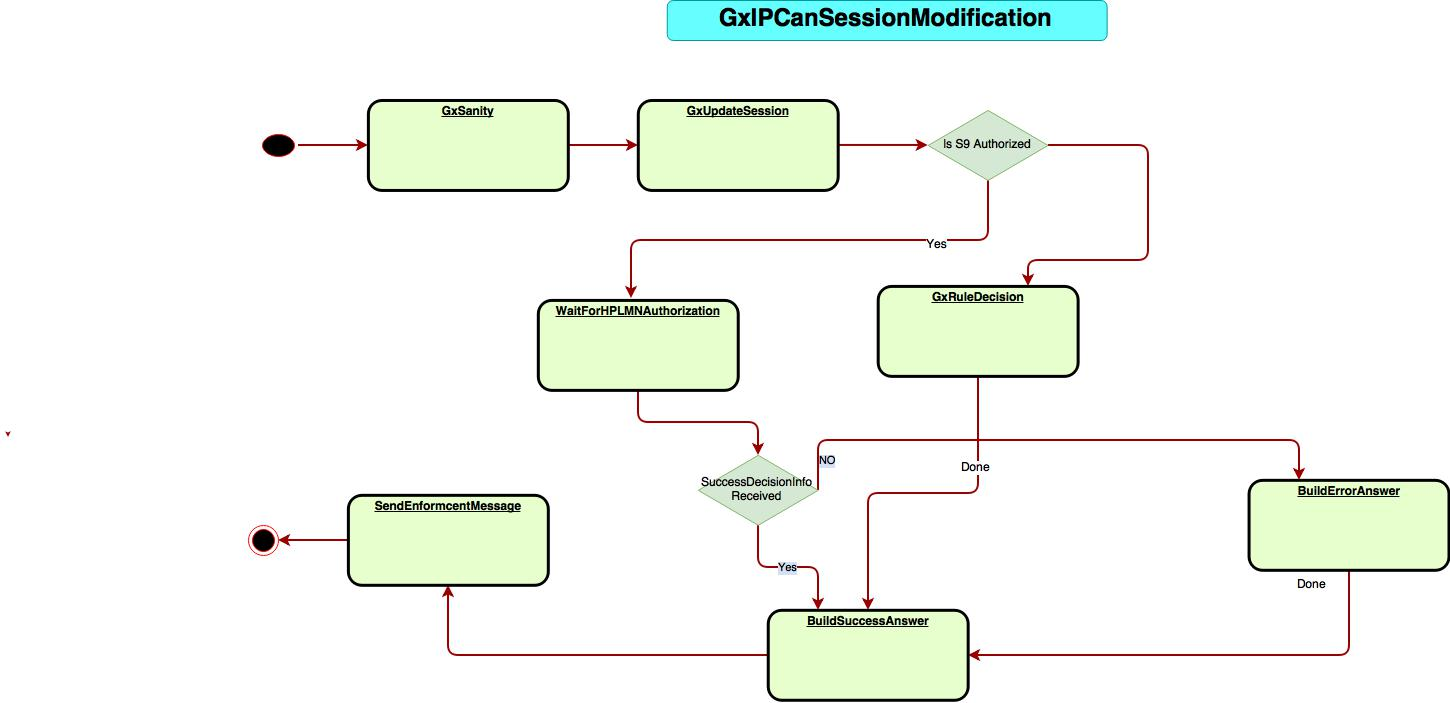 GxIPCanSessionModification
GxSanity
GxUpdateSession
Is S9 Authorized
Yes
WaitForHPLMNAuthorization
GxRuleDecision
NO
Done
SuccessDecisionInfo
Received
SendEnformcentMessage
BuildErrorAnswer
Yes
Done
BuildSuccessAnswer